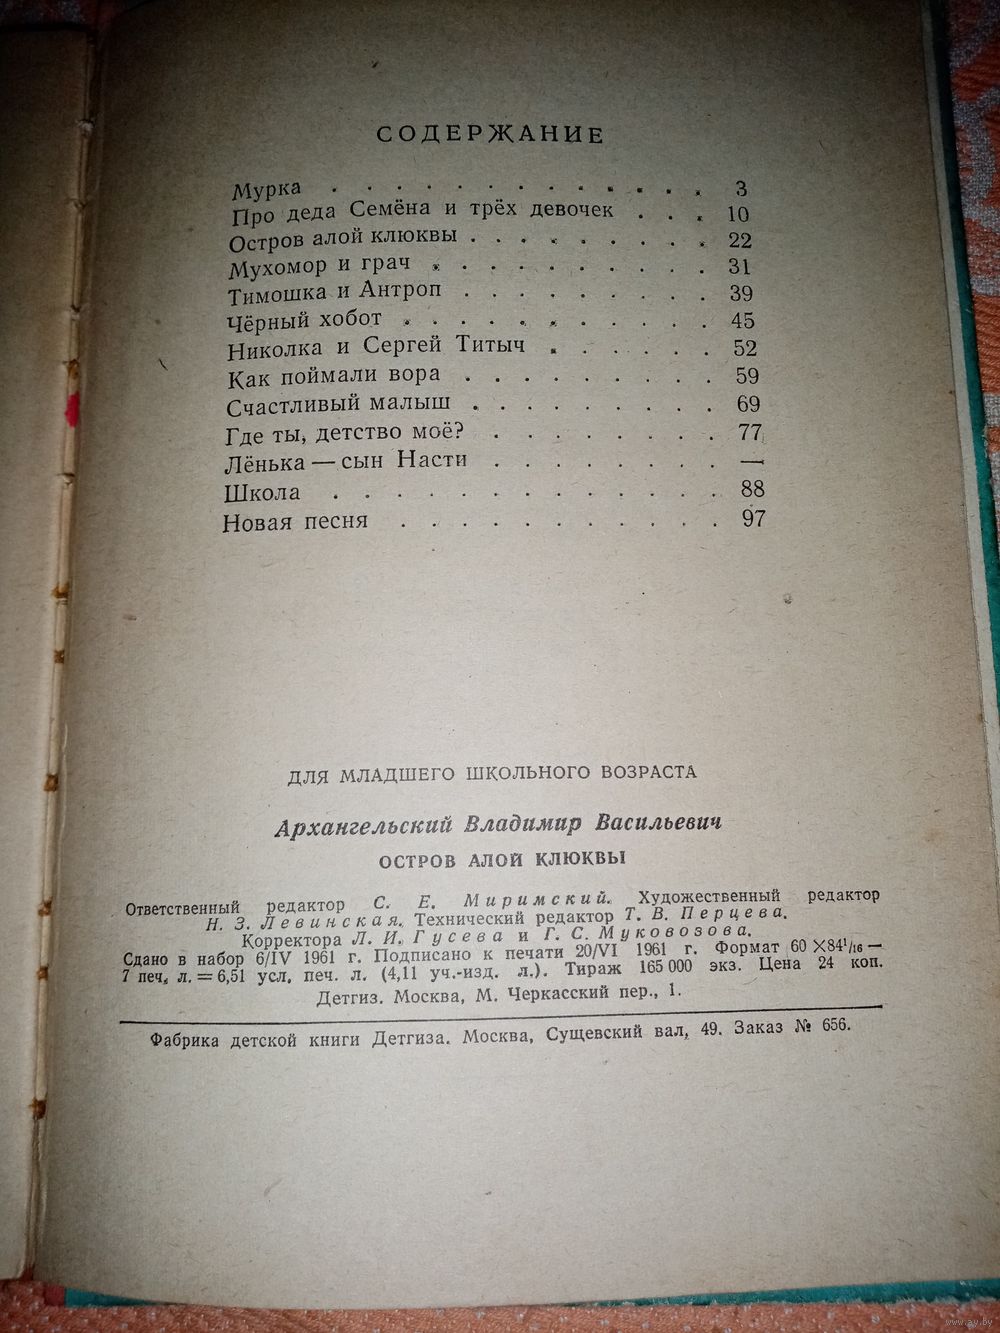 СОДЕРЖАНИЕ
Мурка . . . . . . . . . . . . . 3
Про деда Семёна и трёх девочек . . . 10
Остров алой клюквы . . . . . . . . . 22
Мухомор и грач . . . . . . . . . . 31
Тимошка и Антроп . . . . . . . . . 39
Чёрный хобот . . . . . . . . . . . 45
Николка и Сергей Титыч . . . . . . 52
Как поймали вора . . . . . . . . . 59
Счастливый малыш . . . . . . . . . 69
Где ты, детство моё? . . . . . . . . 77
Лёнька — сын Насти . . . . . . . . —
Школа . . . . . . . . . . . . . 88
Новая песня . . . . . . . . . . . 97
ДЛЯ МЛАДШЕГО ШКОЛЬНОГО ВОЗРАСТА
Архангельский Владимир Васильевич
ОСТРОВ АЛОЙ КЛЮКВЫ
Ответственный редактор С. Е. Миримский. Художественный редактор
Н. З. Левинская. Технический редактор Т. В. Перцева.
Корректора Л. И. Гусева и Г. С. Муковозова.
Сдано в набор 6/IV 1961 г. Подписано к печати 20/VI 1961 г. Формат 60×84¹/₁₆ —
7 печ. л. = 6,51 усл. печ. л. (4,11 уч.-изд. л.). Тираж 165 000 экз. Цена 24 коп.
Детгиз. Москва, М. Черкасский пер., 1.
Фабрика детской книги Детгиза. Москва, Сущевский вал, 49. Заказ № 656.
www.ay.by